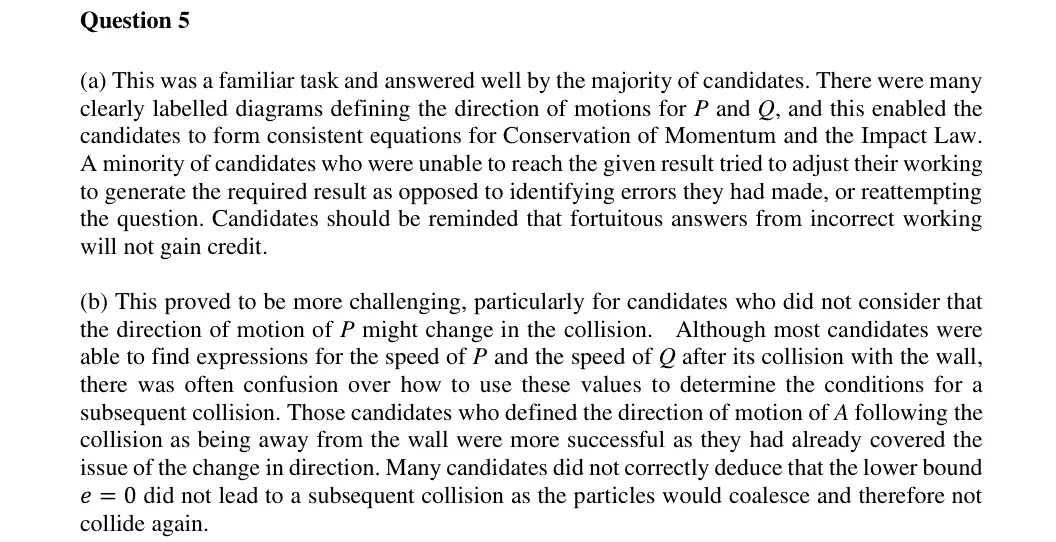 Question 5
(a) This was a familiar task and answered well by the majority of candidates. There were many
clearly labelled diagrams defining the direction of motions for P and Q, and this enabled the
candidates to form consistent equations for Conservation of Momentum and the Impact Law.
A minority of candidates who were unable to reach the given result tried to adjust their working
to generate the required result as opposed to identifying errors they had made, or reattempting
the question. Candidates should be reminded that fortuitous answers from incorrect working
will not gain credit.
(b) This proved to be more challenging, particularly for candidates who did not consider that
the direction of motion of P might change in the collision. Although most candidates were
able to find expressions for the speed of P and the speed of Q after its collision with the wall,
there was often confusion over how to use these values to determine the conditions for a
subsequent collision. Those candidates who defined the direction of motion of A following the
collision as being away from the wall were more successful as they had already covered the
issue of the change in direction. Many candidates did not correctly deduce that the lower bound
e = 0 did not lead to a subsequent collision as the particles would coalesce and therefore not
collide again.